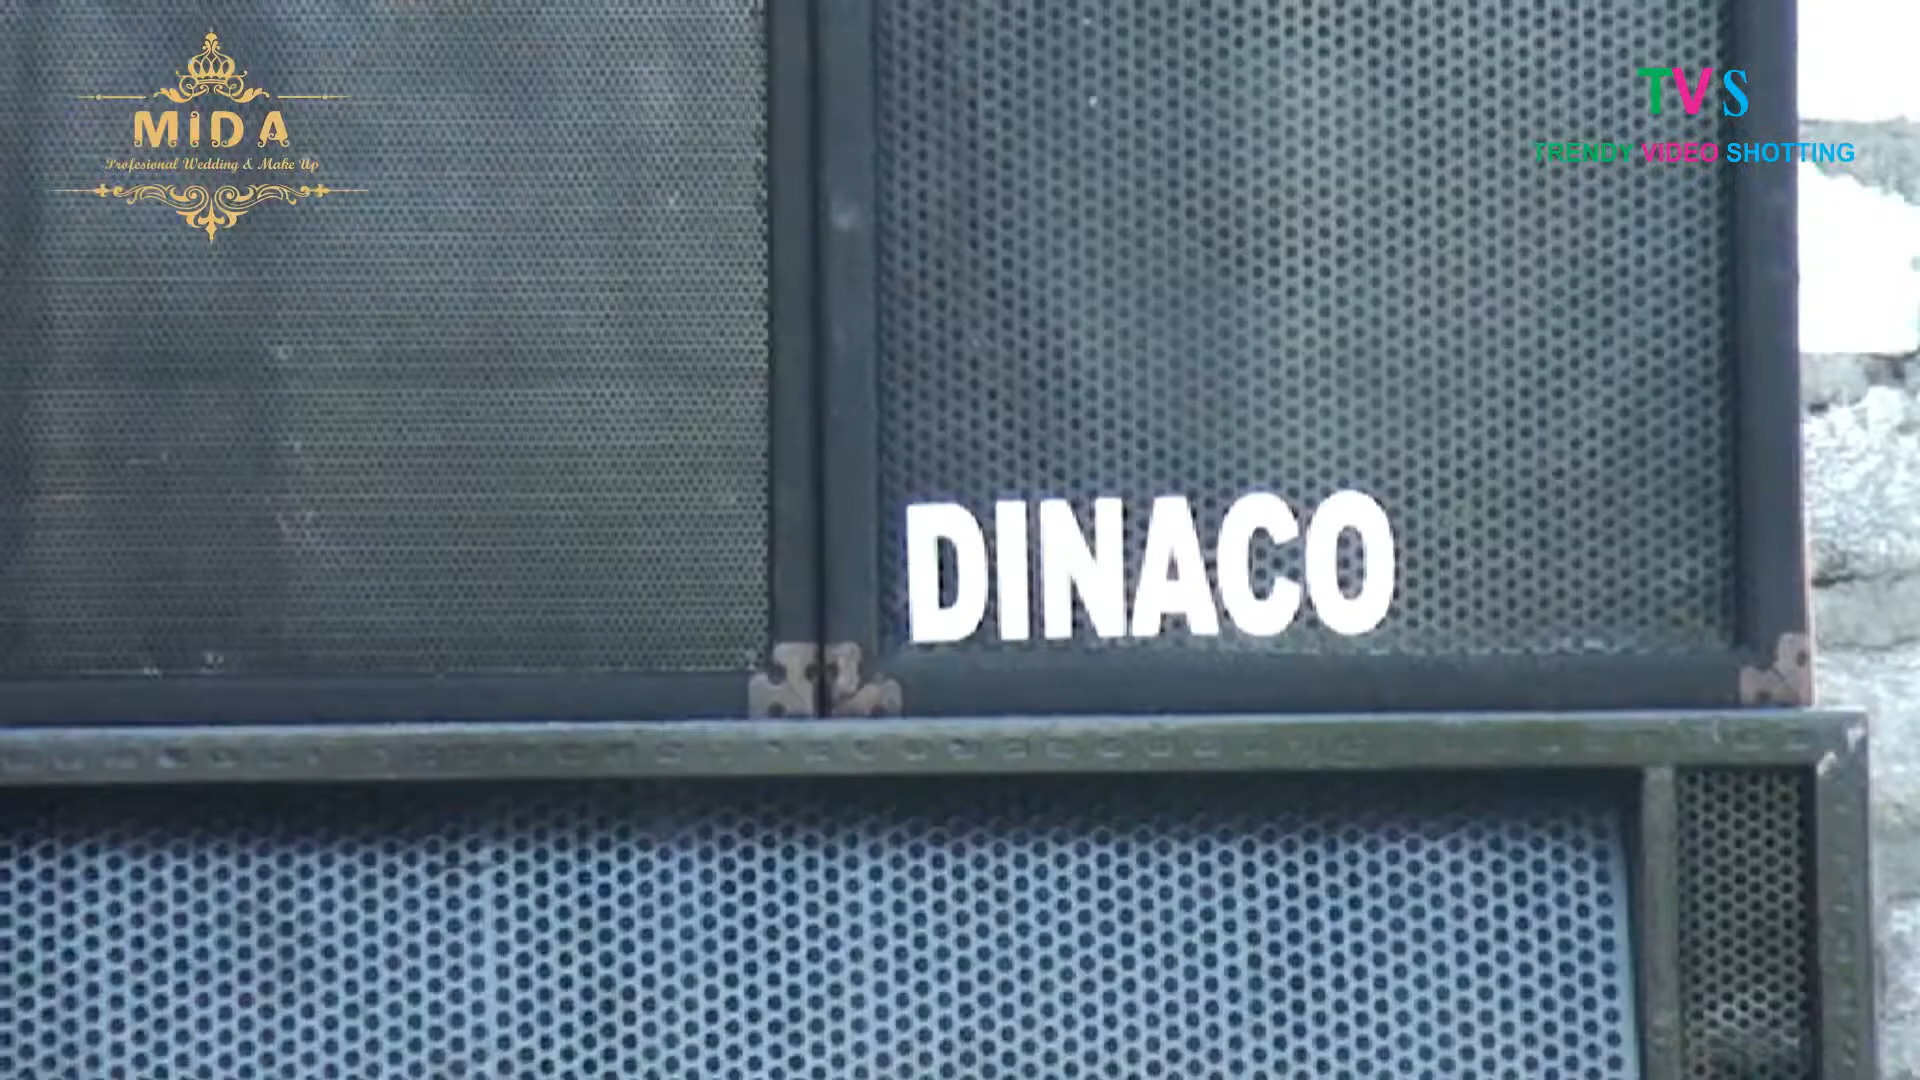 MIDA
Profesional Wedding & Make Up
TVS
TRENDY VIDEO SHOTTING
DINACO